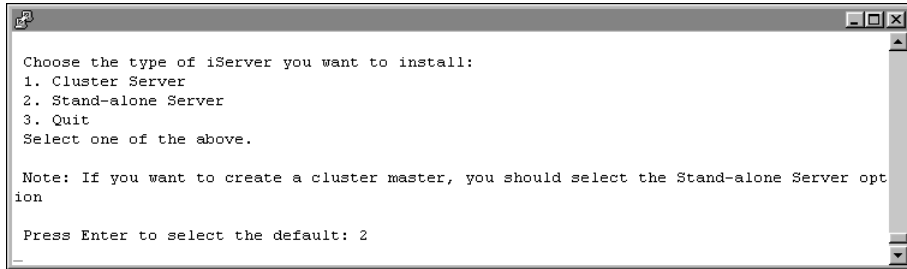 Choose the type of iServer you want to install:
1. Cluster Server
2. Stand-alone Server
3. Quit
Select one of the above.
Note: If you want to create a cluster master, you should select the Stand-alone Server opt
ion
Press Enter to select the default: 2
_